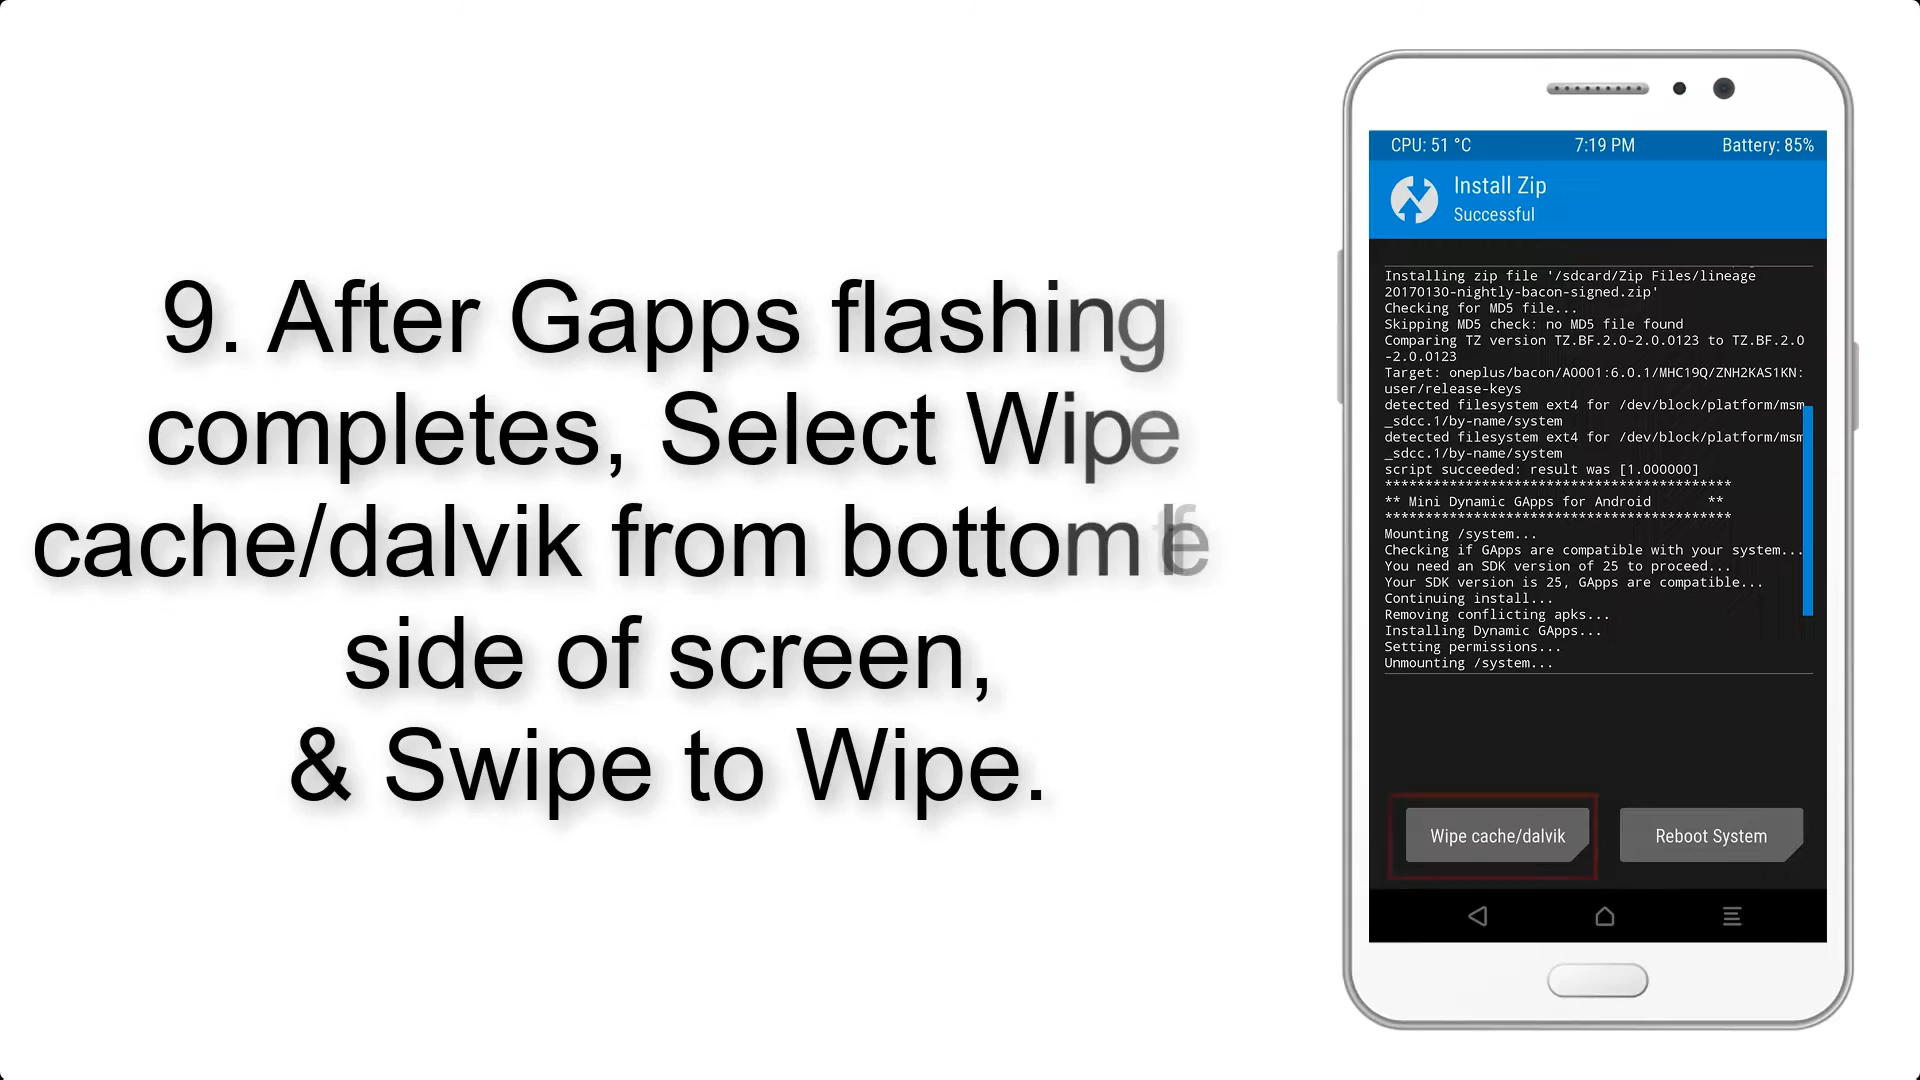 9. After Gapps flashing
completes, Select Wipe
cache/dalvik from bottom
side of screen,
& Swipe to Wipe.
CPU: 51 °C 7:19 PM Battery: 85%
Install Zip
Successful
Installing zip file '/sdcard/Zip Files/lineage
20170130-nightly-bacon-signed.zip'
Checking for MD5 file...
Skipping MD5 check: no MD5 file found
Comparing TZ version TZ.BF.2.0-2.0.0123 to TZ.BF.2.0
-2.0.0123
Target: oneplus/bacon/A0001:6.0.1/MHC19Q/ZNH2KAS1KN:
user/release-keys
detected filesystem ext4 for /dev/block/platform/msm
_sdcc.1/by-name/system
detected filesystem ext4 for /dev/block/platform/msm
_sdcc.1/by-name/system
script succeeded: result was [1.000000]
*******************************************
** Mini Dynamic GApps for Android **
*******************************************
Mounting /system...
Checking if GApps are compatible with your system...
You need an SDK version of 25 to proceed...
Your SDK version is 25, GApps are compatible...
Continuing install...
Removing conflicting apks...
Installing Dynamic GApps...
Setting permissions...
Unmounting /system...
Wipe cache/dalvik
Reboot System